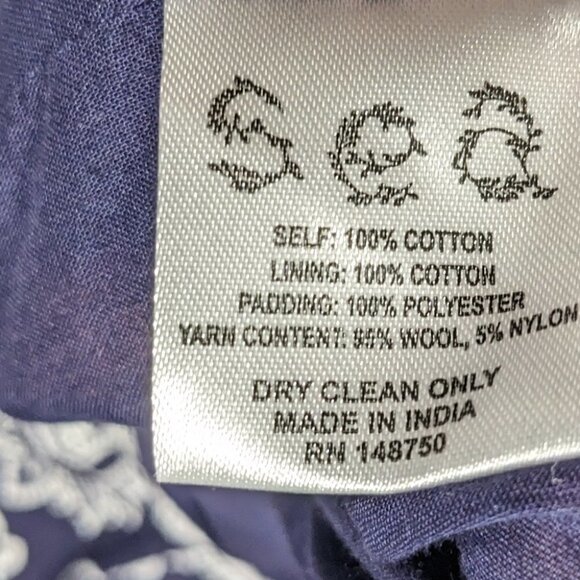 SEA
SELF: 100% COTTON
LINING: 100% COTTON
PADDING: 100% POLYESTER
YARN CONTENT: 95% WOOL, 5% NYLON
DRY CLEAN ONLY
MADE IN INDIA
RN 148750